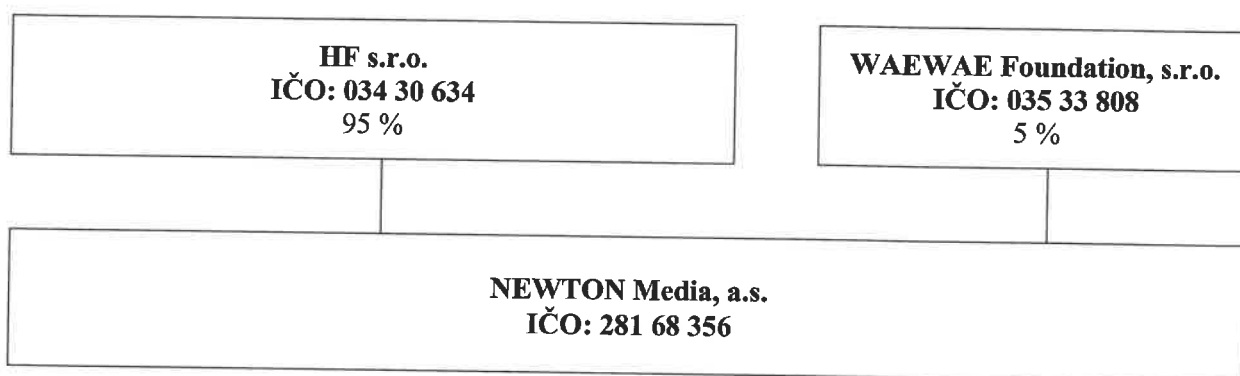 HF s.r.o.
IČO: 034 30 634
95 %
WAEWAE Foundation, s.r.o.
IČO: 035 33 808
5 %
NEWTON Media, a.s.
IČO: 281 68 356